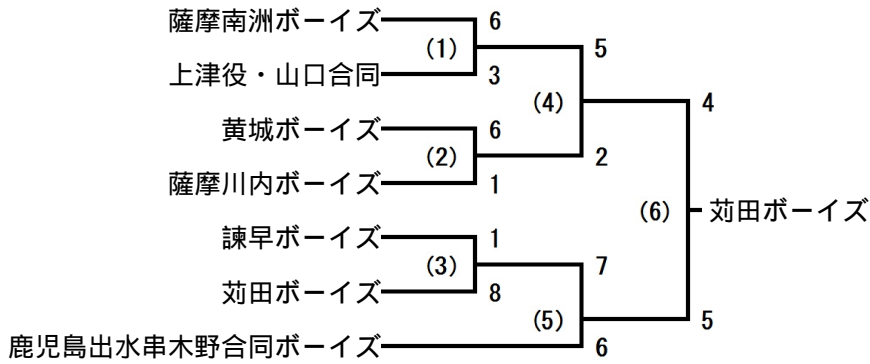 薩摩南洲ボーイズ 6
(1) 5
上津役・山口合同 3
(4) 4
黄城ボーイズ 6
(2) 2
薩摩川内ボーイズ 1
(6) 苅田ボーイズ
諫早ボーイズ 1
(3) 7
苅田ボーイズ 8
(5) 5
鹿児島出水串木野合同ボーイズ 6